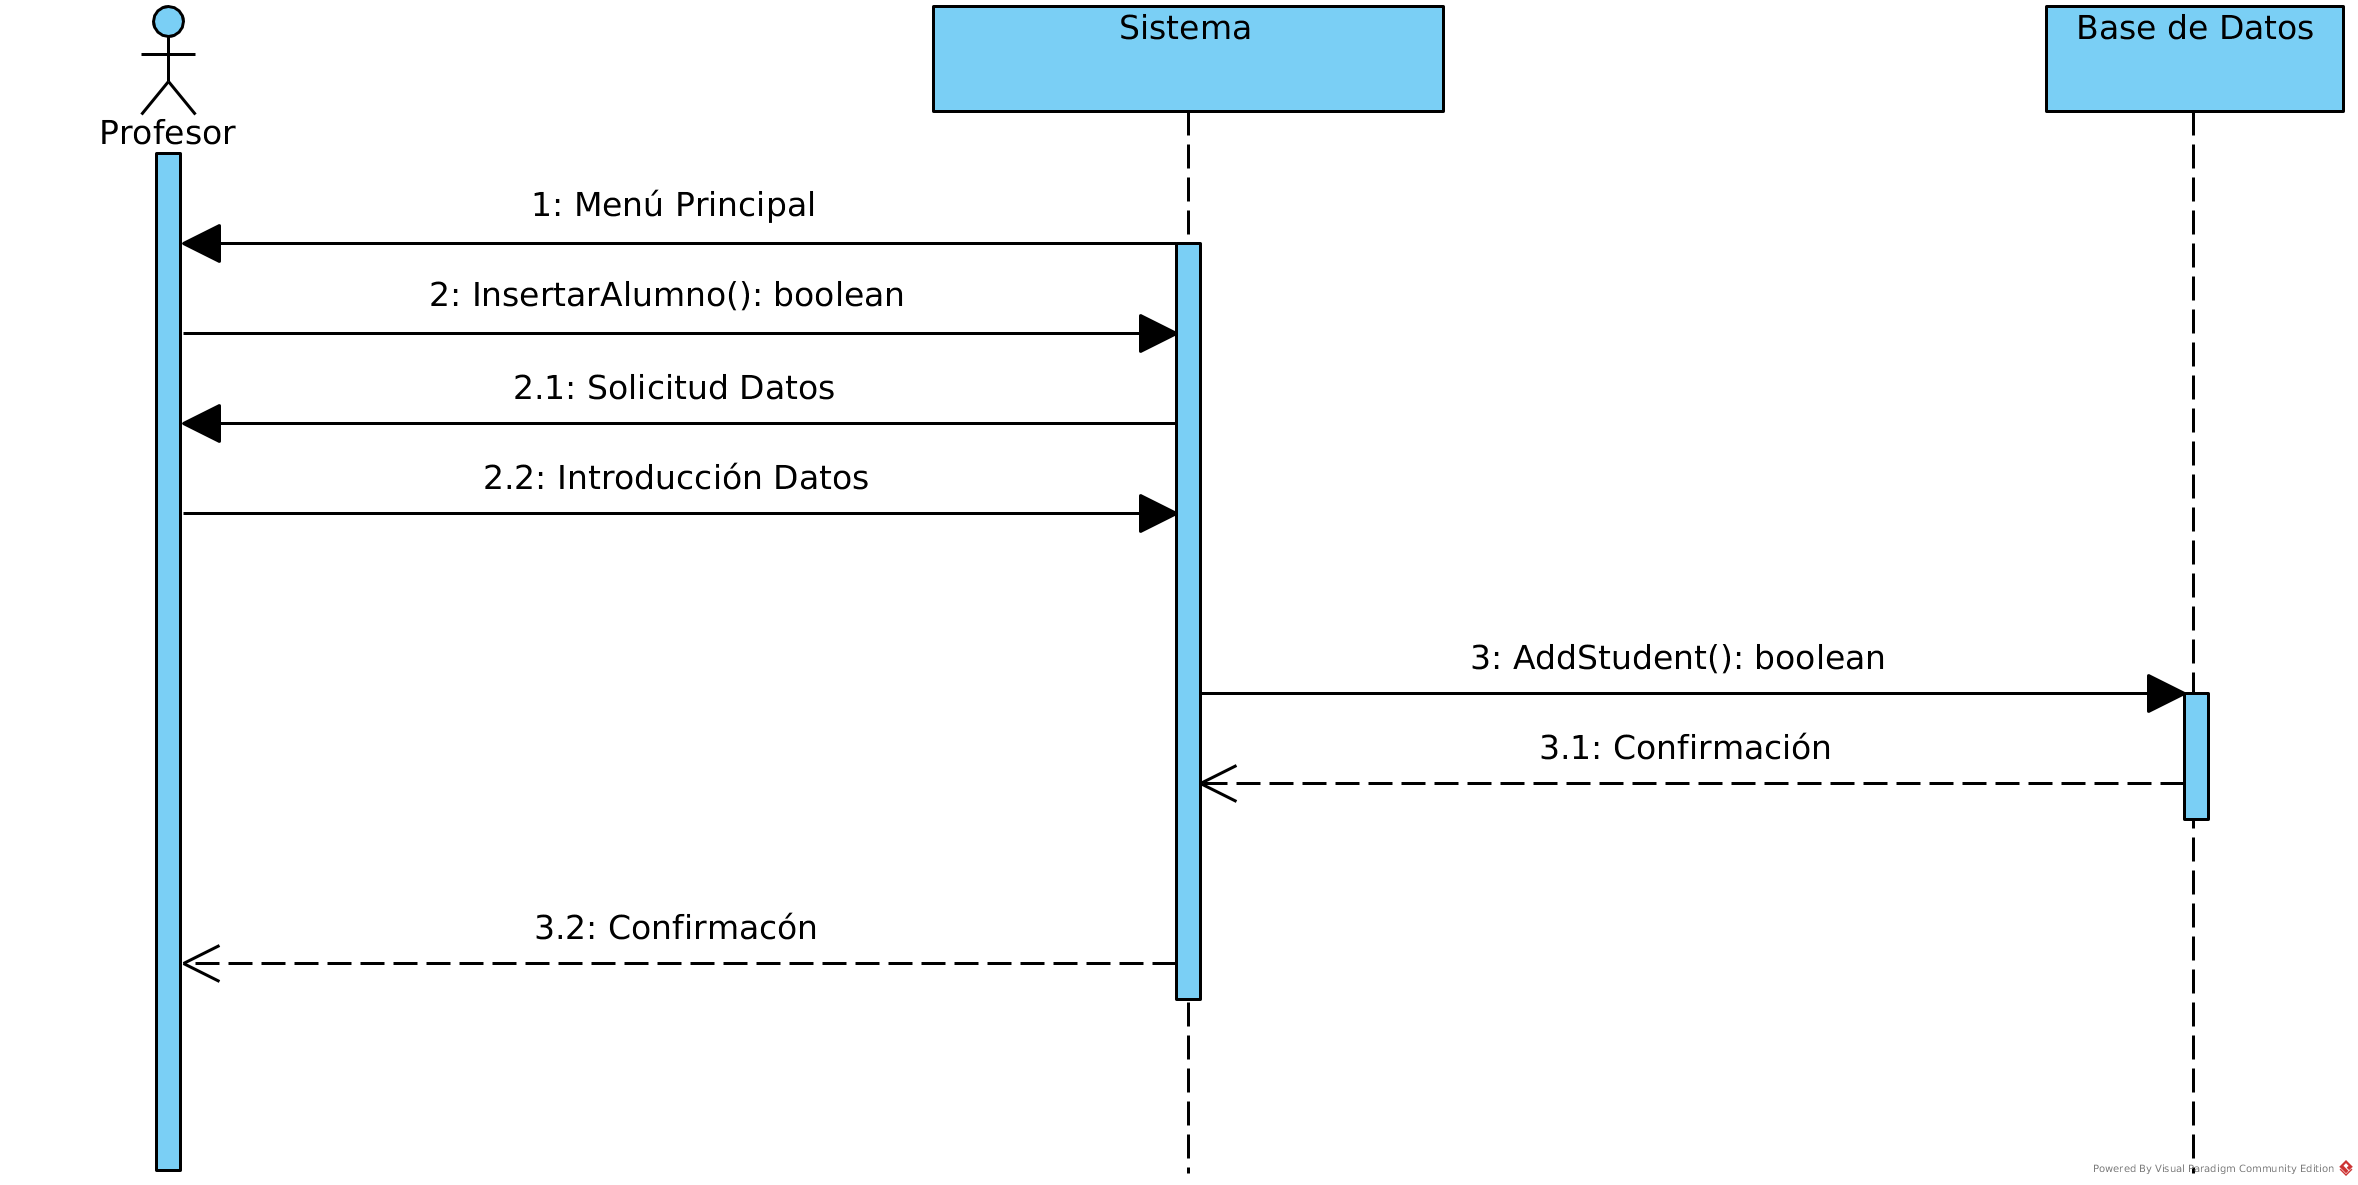 Sistema
Base de Datos
Profesor
1: Menú Principal
2: InsertarAlumno(): boolean
2.1: Solicitud Datos
2.2: Introducción Datos
3: AddStudent(): boolean
3.1: Confirmación
3.2: Confirmacón
Powered By Visual Paradigm Community Edition